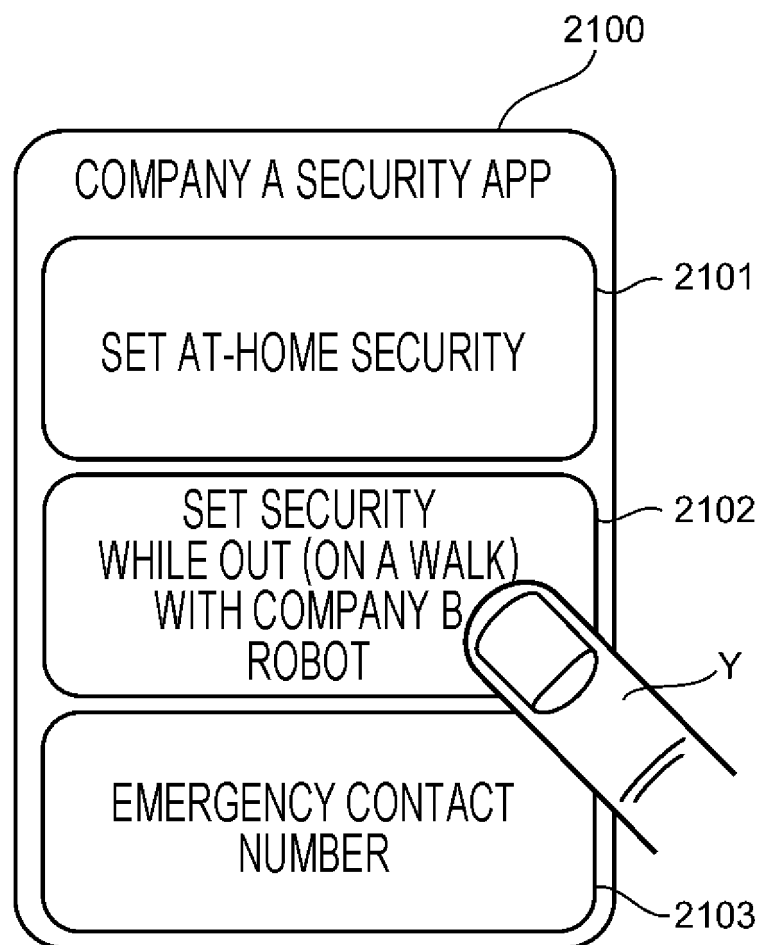 2100
COMPANY A SECURITY APP
2101
SET AT-HOME SECURITY
2102
SET SECURITY
WHILE OUT (ON A WALK)
WITH COMPANY B
ROBOT
Y
EMERGENCY CONTACT
NUMBER
2103